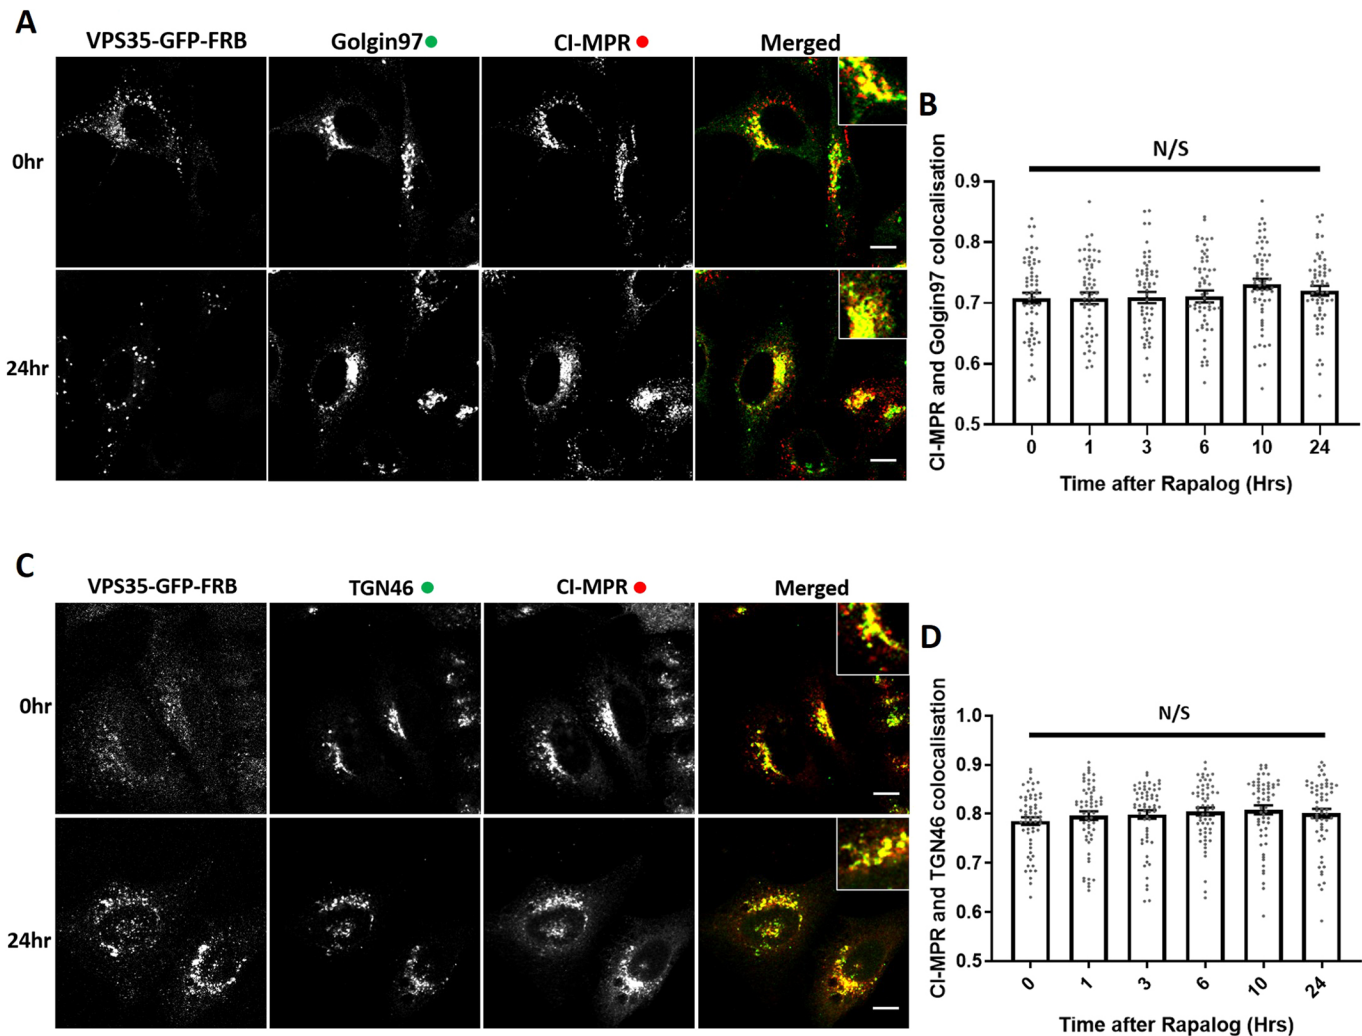 A
VPS35-GFP-FRB
Golgin97
CI-MPR
Merged
0hr
24hr
B
N/S
CI-MPR and Golgin97 colocalisation
0.9
0.8
0.7
0.6
0.5
0 1 3 6 10 24
Time after Rapalog (Hrs)
C
VPS35-GFP-FRB
TGN46
CI-MPR
Merged
0hr
24hr
D
N/S
CI-MPR and TGN46 colocalisation
1.0
0.9
0.8
0.7
0.6
0.5
0 1 3 6 10 24
Time after Rapalog (Hrs)